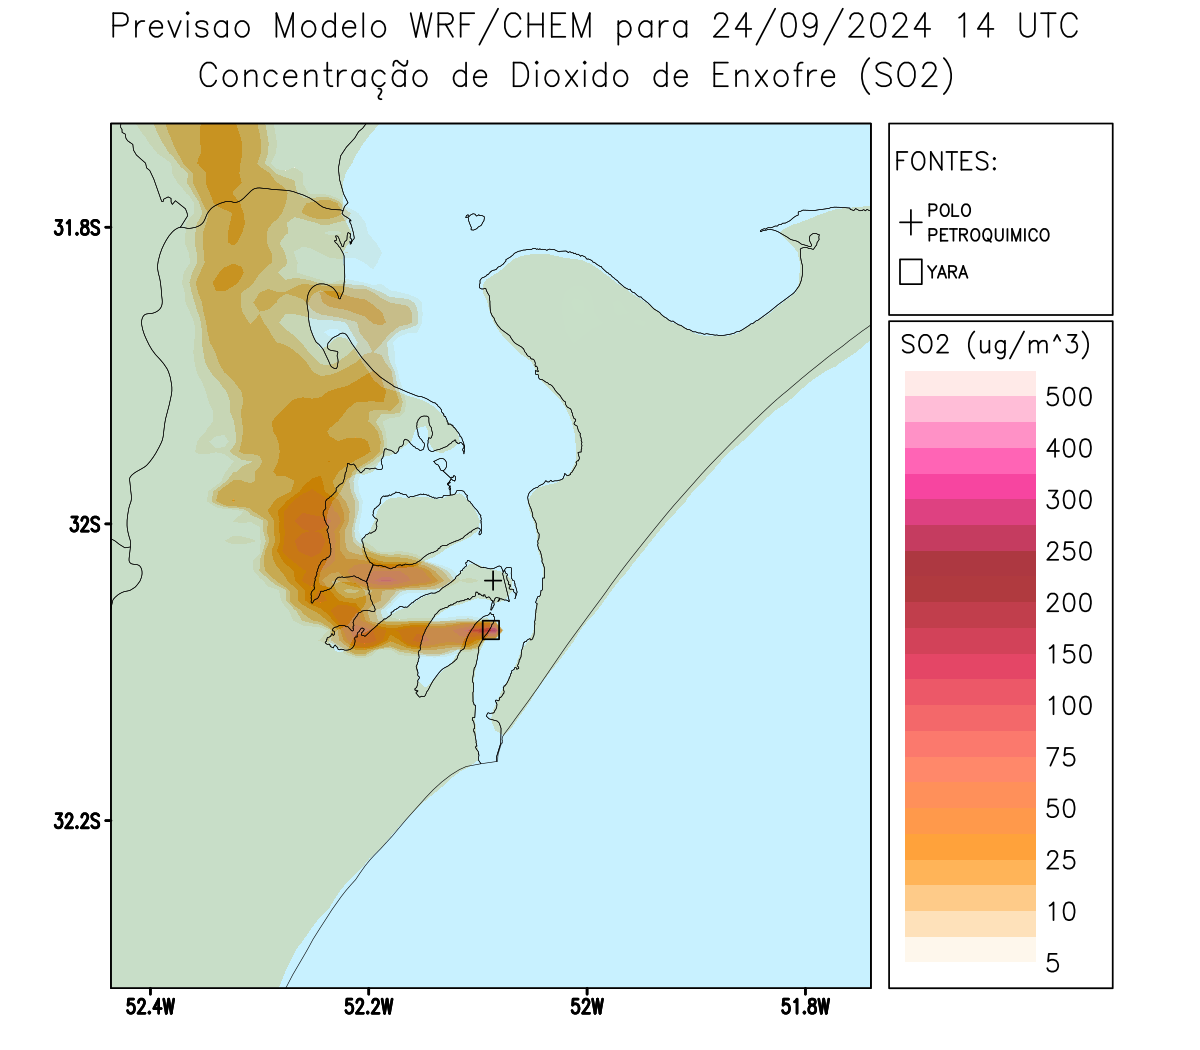 Previsao Modelo WRF/CHEM para 24/09/2024 14 UTC
Concentração de Dioxido de Enxofre (SO2)
FONTES:
POLO
PETROQUIMICO
YARA
SO2 (ug/m^3)
500
400
300
250
200
150
100
75
50
25
10
5
31.8S
32S
32.2S
52.4W
52.2W
52W
51.8W